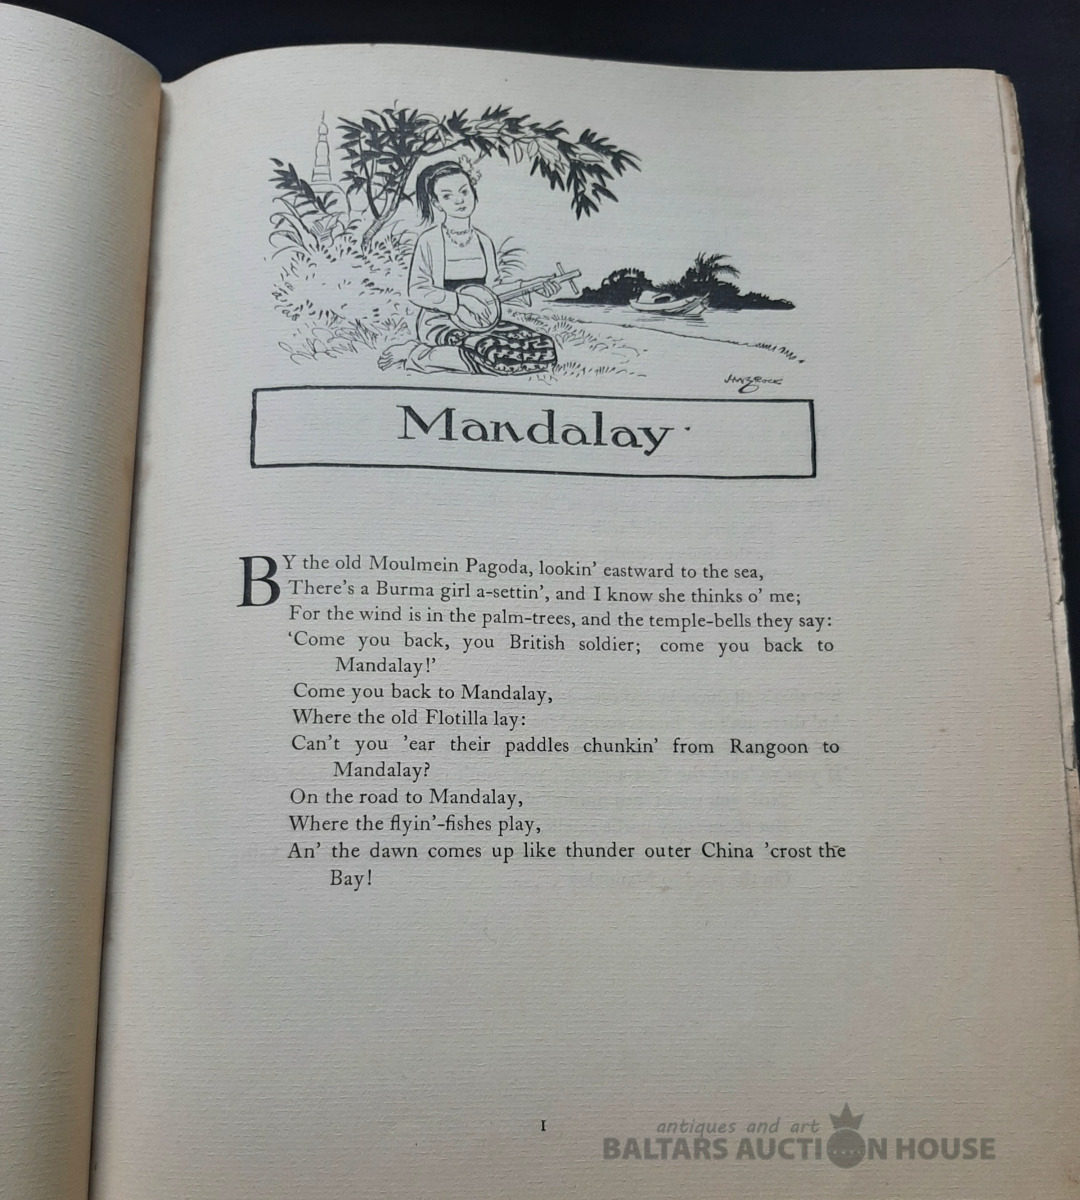 Mandalay
BY the old Moulmein Pagoda, lookin' eastward to the sea,
There's a Burma girl a-settin', and I know she thinks o' me;
For the wind is in the palm-trees, and the temple-bells they say:
'Come you back, you British soldier; come you back to
Mandalay!'
Come you back to Mandalay,
Where the old Flotilla lay:
Can't you 'ear their paddles chunkin' from Rangoon to
Mandalay?
On the road to Mandalay,
Where the flyin'-fishes play,
An' the dawn comes up like thunder outer China 'crost the
Bay!
1
antiques and art
BALTARS AUCTION HOUSE